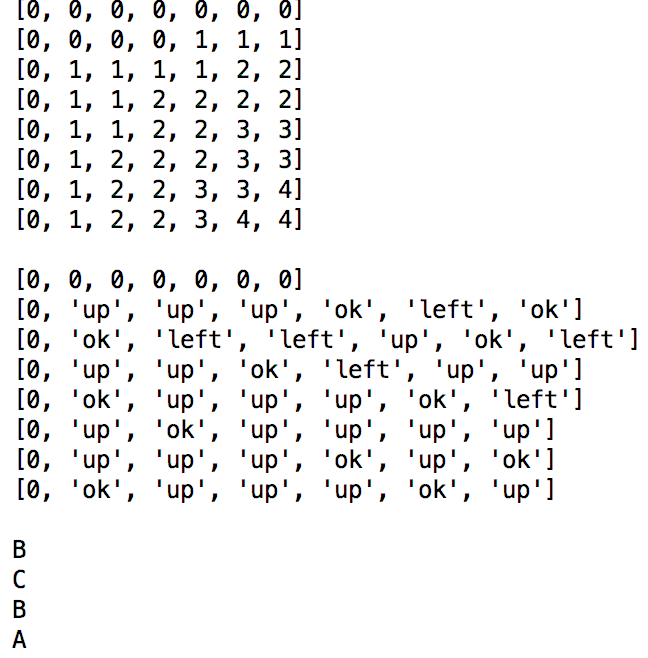 [0, 0, 0, 0, 0, 0, 0]
[0, 0, 0, 0, 1, 1, 1]
[0, 1, 1, 1, 1, 2, 2]
[0, 1, 1, 2, 2, 2, 2]
[0, 1, 1, 2, 2, 3, 3]
[0, 1, 2, 2, 2, 3, 3]
[0, 1, 2, 2, 3, 3, 4]
[0, 1, 2, 2, 3, 4, 4]
[0, 0, 0, 0, 0, 0, 0]
[0, 'up', 'up', 'up', 'ok', 'left', 'ok']
[0, 'ok', 'left', 'left', 'up', 'ok', 'left']
[0, 'up', 'up', 'ok', 'left', 'up', 'up']
[0, 'ok', 'up', 'up', 'up', 'ok', 'left']
[0, 'up', 'ok', 'up', 'up', 'up', 'up']
[0, 'up', 'up', 'up', 'ok', 'up', 'ok']
[0, 'ok', 'up', 'up', 'up', 'ok', 'up']
B
C
B
A